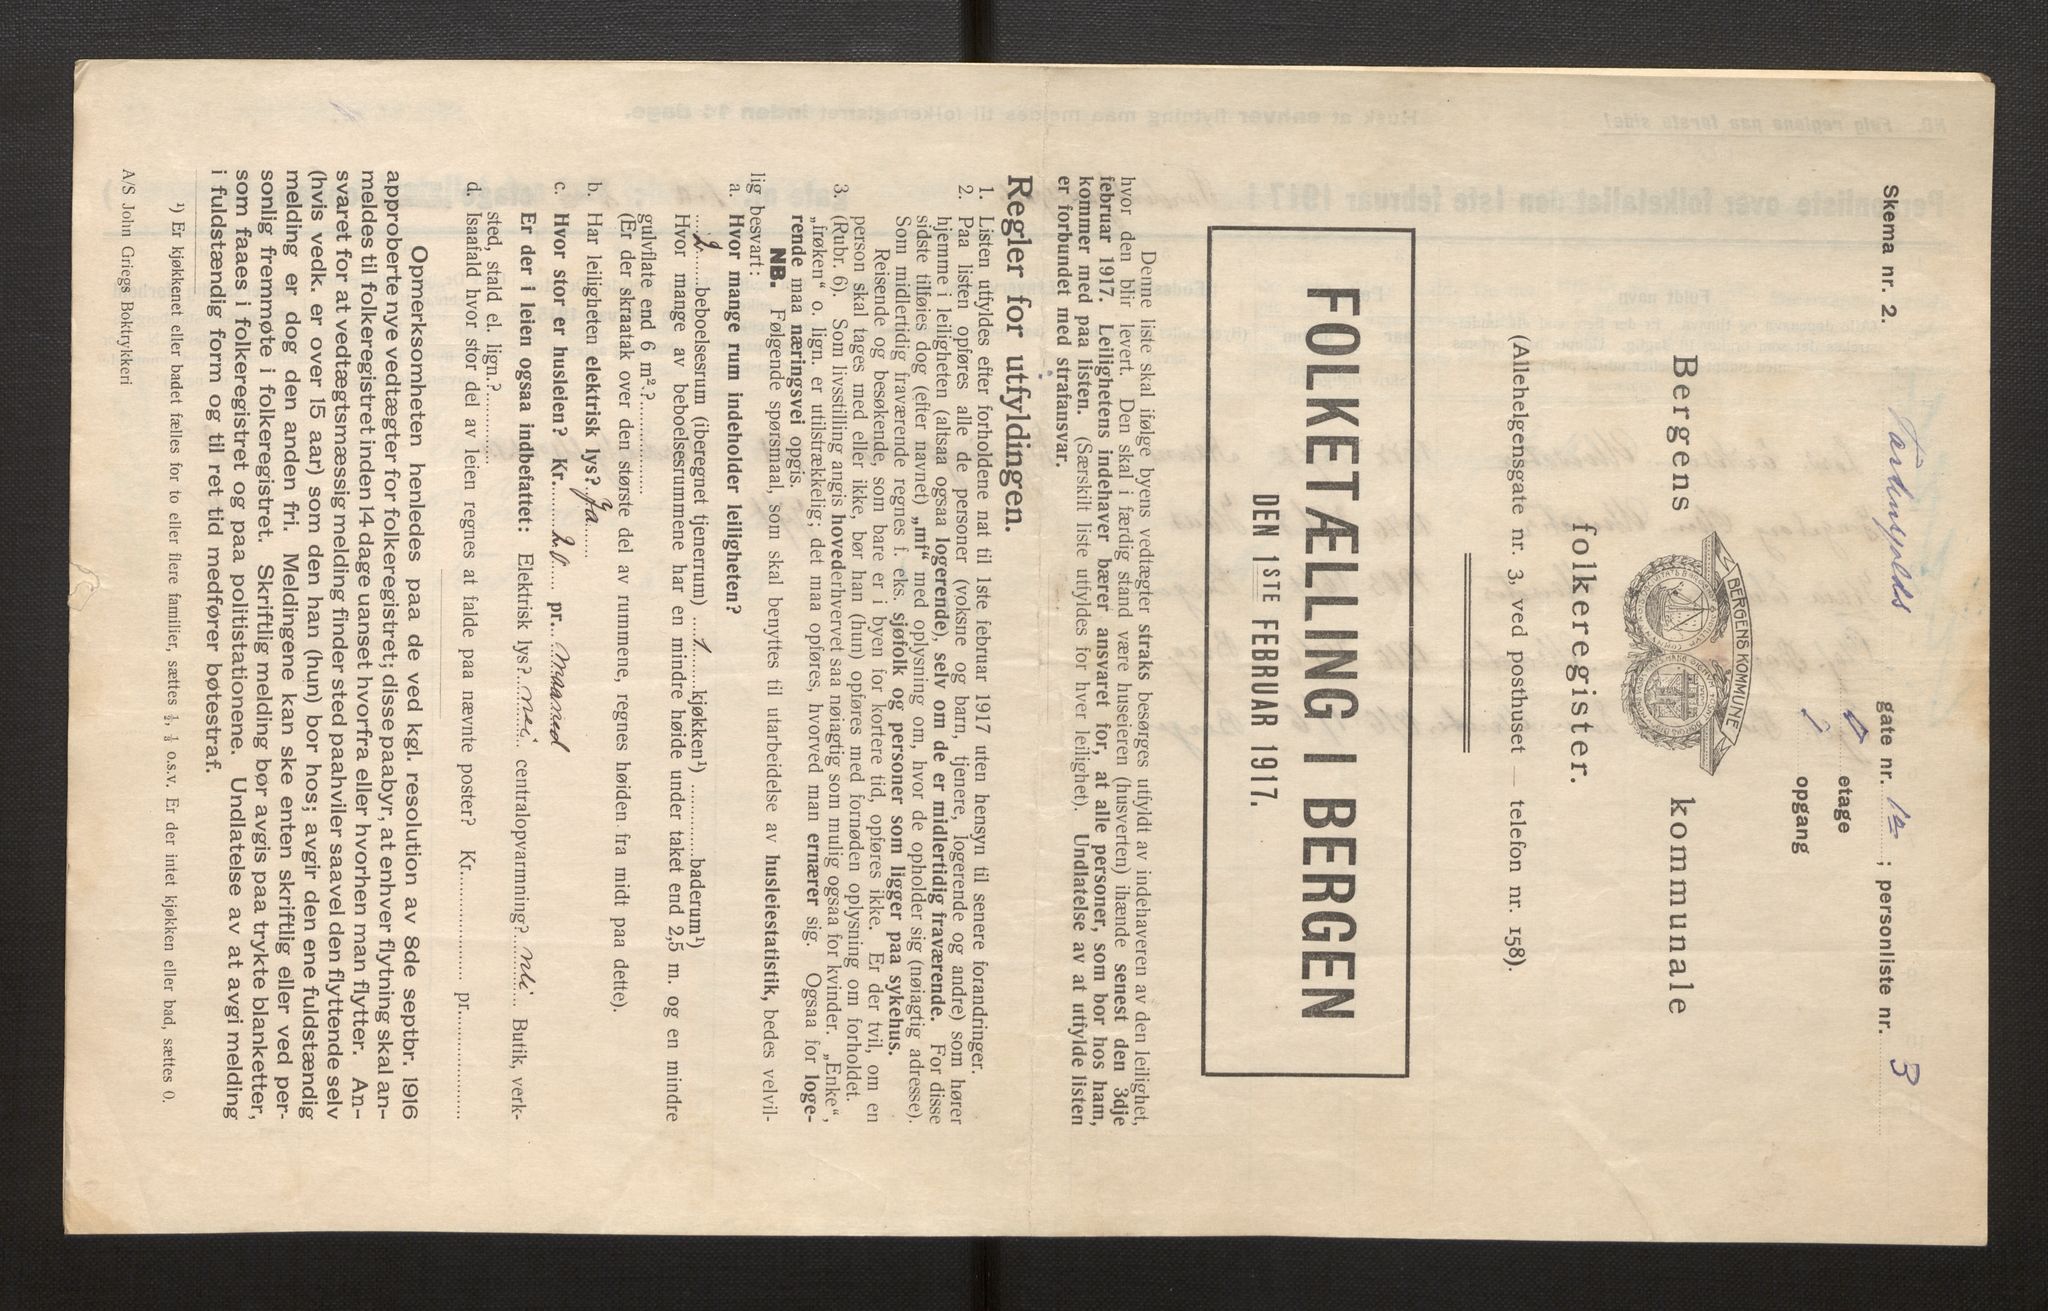 Skema nr. 2.
gate nr. 1a ; personliste nr. 3
etage
2 opgang
Bergens kommunale
BERGENS KOMMUNE
folkeregister.
(Allehelgensgate nr. 3, ved posthuset — telefon nr. 158).
FOLKETÆLLING I BERGEN
DEN 1STE FEBRUAR 1917.
Denne liste skal ifølge byens vedtægter straks besørges utfyldt av indehaveren av den leilighet,
hvor den blir levert. Den skal i færdig stand være huseieren (husverten) ihænde senest den 3dje
februar 1917. Leilighetens indehaver bærer ansvaret for, at alle personer, som bor hos ham,
kommer med paa listen. (Særskilt liste utfyldes for hver leilighet). Undlatelse av at utfylde listen
er forbundet med strafansvar.
Regler for utfyldingen.
1. Listen utfyldes efter forholdene nat til 1ste februar 1917 uten hensyn til senere forandringer.
2. Paa listen opføres alle de personer (voksne og barn, tjenere, logerende og andre) som hører
hjemme i leiligheten (altsaa ogsaa logerende), selv om de er midlertidig fraværende. For disse
sidste tilføies dog (efter navnet) „mf“ med oplysning om, hvor de opholder sig (nøiagtig adresse).
Som midlertidig fraværende regnes f. eks. sjøfolk og personer som ligger paa sykehus.
Reisende og besøkende, som bare er i byen for kortere tid, opføres ikke. Er der tvil, om en
person skal tages med eller ikke, bør han (hun) opføres med fornøden oplysning om forholdet.
3. (Rubr. 6). Som livsstilling angis hovederhvervet saa nøiagtig som mulig ogsaa for kvinder. „Enke“,
„frøken“ o. lign. er utilstrækkelig; det maa opføres, hvorved man ernærer sig. Ogsaa for loge-
rende maa næringsvei opgis.
NB. Følgende spørsmaal, som skal benyttes til utarbeidelse av husleiestatistik, bedes velvil-
lig besvart:
a. Hvor mange rum indeholder leiligheten?
2 beboelsesrum (iberegnet tjenerrum) 1 kjøkken¹) baderum¹)
Hvor mange av beboelsesrummene har en mindre høide under taket end 2,5 m. og en mindre
gulvflate end 6 m².?
(Er der skraatak over den største del av rummene, regnes høiden fra midt paa dette).
b. Har leiligheten elektrisk lys? Ja
c. Hvor stor er husleien? Kr. 20 pr. maaned
Er der i leien ogsaa indbefattet: Elektrisk lys? nei centralopvarmning? nei Butik, verk-
sted, stald el. lign.?
d. Isaafald hvor stor del av leien regnes at falde paa nævnte poster? Kr. pr.
Opmerksomheten henledes paa de ved kgl. resolution av 8de septbr. 1916
approberte nye vedtægter for folkeregistret; disse paabyr, at enhver flytning skal an-
meldes til folkeregistret inden 14 dage uanset hvorfra eller hvorhen man flytter. An-
svaret for at vedtægtsmæssig melding finder sted paahviler saavel den flyttende selv
(hvis vedk. er over 15 aar) som den han (hun) bor hos; avgir den ene fuldstændig
melding er dog den anden fri. Meldingene kan ske enten skriftlig eller ved per-
sonlig fremmøte i folkeregistret. Skriftlig melding bør avgis paa trykte blanketter,
som faaes i folkeregistret og paa politistationene. Undlatelse av at avgi melding
i fuldstændig form og til ret tid medfører bøtestraf.
¹) Er kjøkkenet eller badet fælles for to eller flere familier, sættes ½, ⅓ o.s.v. Er der intet kjøkken eller bad, sættes 0.
A/S John Griegs Boktrykkeri